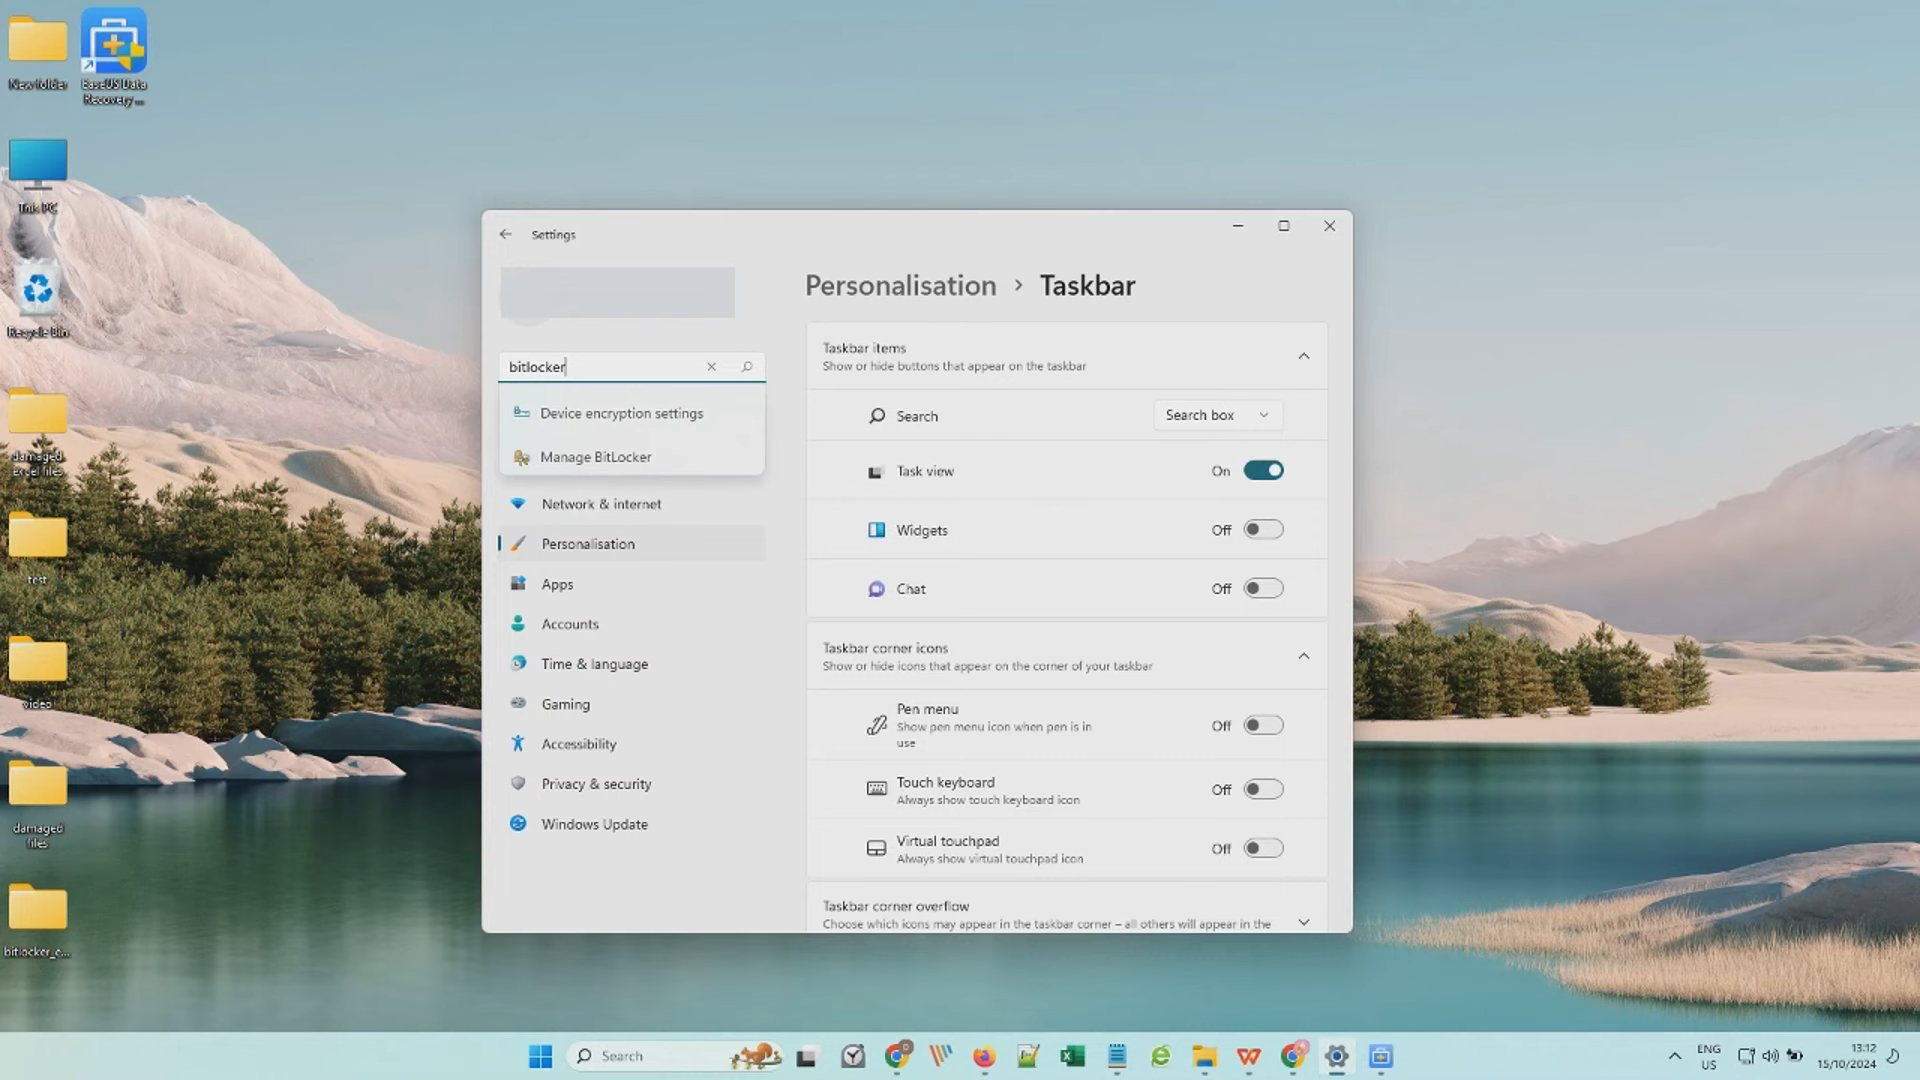 New folder
EaseUS Data
Recovery ...
This PC
Recycle Bin
damaged
excel files
test
video
damaged
files
bitlocker_e...
Settings
bitlocker
Device encryption settings
Manage BitLocker
Network & internet
Personalisation
Apps
Accounts
Time & language
Gaming
Accessibility
Privacy & security
Windows Update
Personalisation > Taskbar
Taskbar items
Show or hide buttons that appear on the taskbar
Search
Search box
Task view
On
Widgets
Off
Chat
Off
Taskbar corner icons
Show or hide icons that appear on the corner of your taskbar
Pen menu
Show pen menu icon when pen is in
use
Off
Touch keyboard
Always show touch keyboard icon
Off
Virtual touchpad
Always show virtual touchpad icon
Off
Taskbar corner overflow
Choose which icons may appear in the taskbar corner – all others will appear in the
Search
ENG
US
13:12
15/10/2024